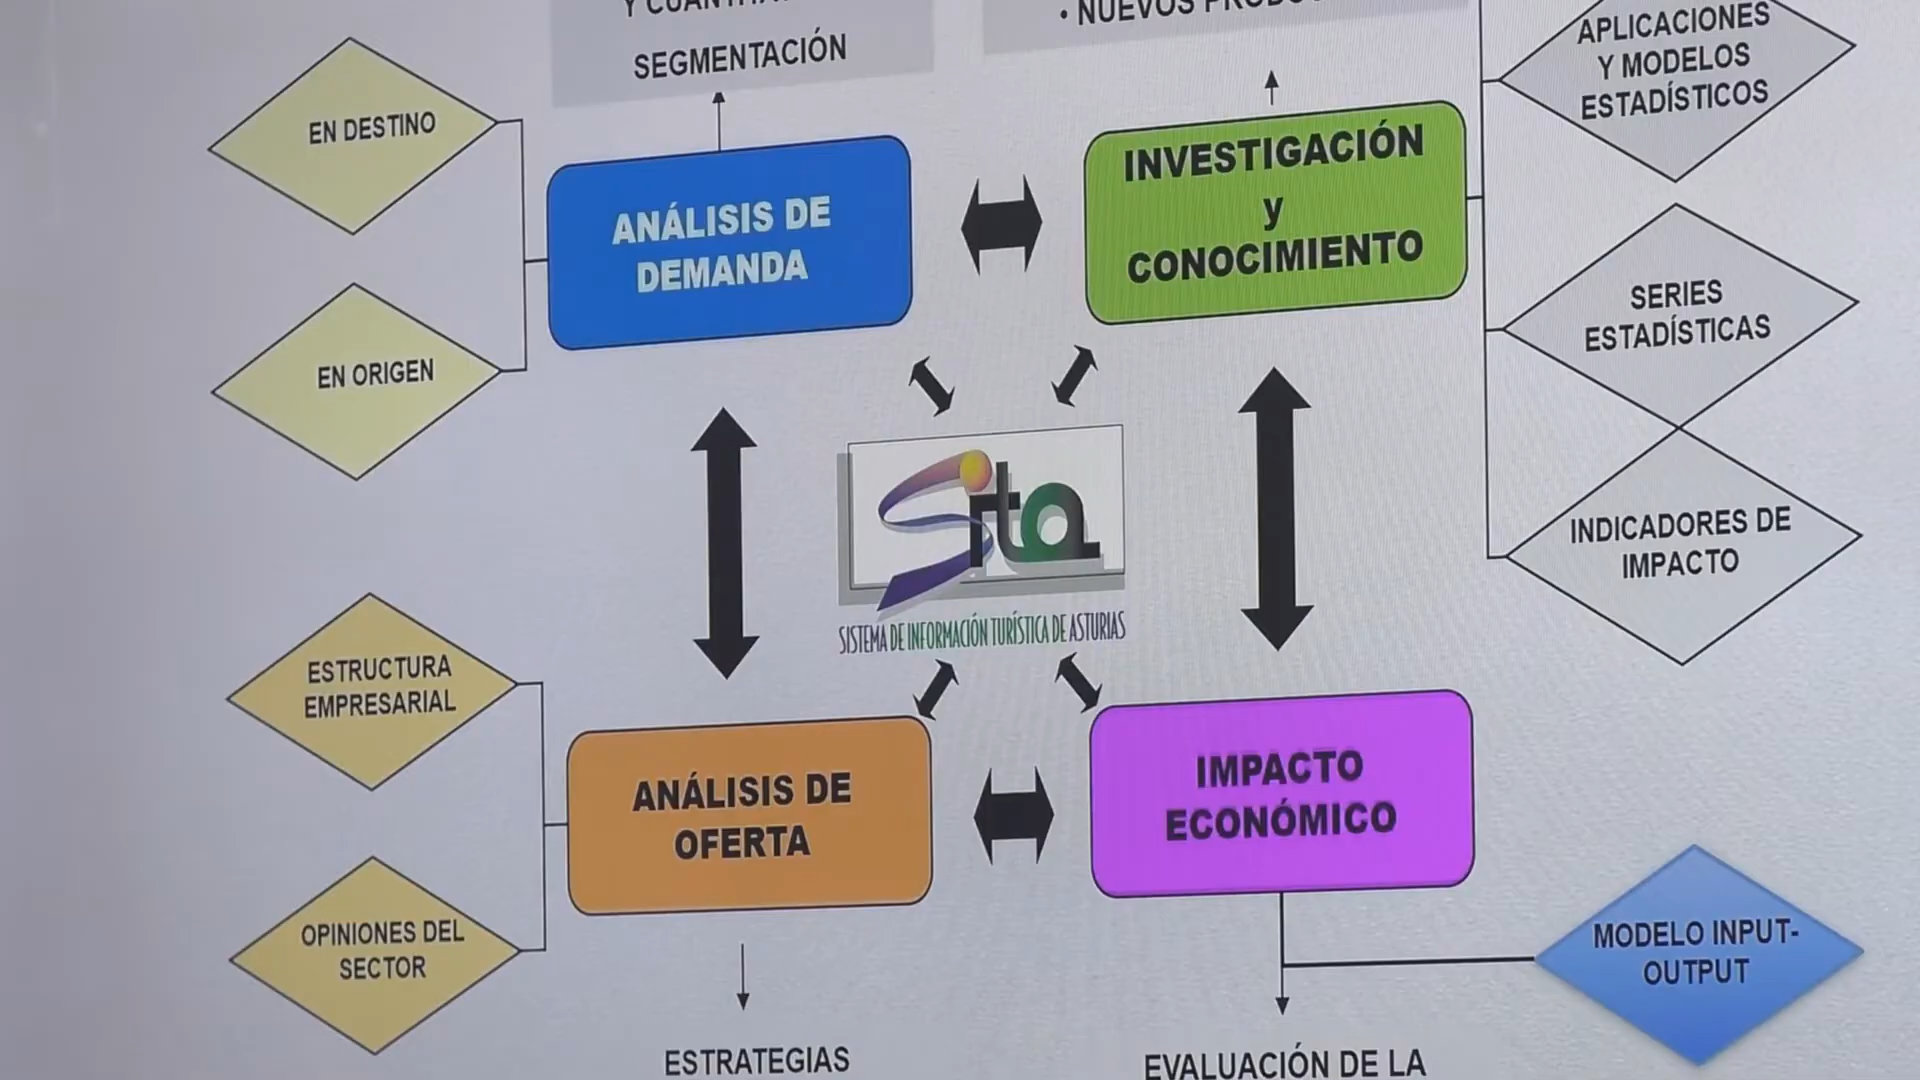 SEGMENTACIÓN
• NUEVOS
APLICACIONES
Y MODELOS
ESTADÍSTICOS
EN DESTINO
ANÁLISIS DE
DEMANDA
INVESTIGACIÓN
y
CONOCIMIENTO
SERIES
ESTADÍSTICAS
EN ORIGEN
Sita
SISTEMA DE INFORMACIÓN TURÍSTICA DE ASTURIAS
INDICADORES DE
IMPACTO
ESTRUCTURA
EMPRESARIAL
ANÁLISIS DE
OFERTA
IMPACTO
ECONÓMICO
OPINIONES DEL
SECTOR
MODELO INPUT-
OUTPUT
ESTRATEGIAS
EVALUACIÓN DE LA